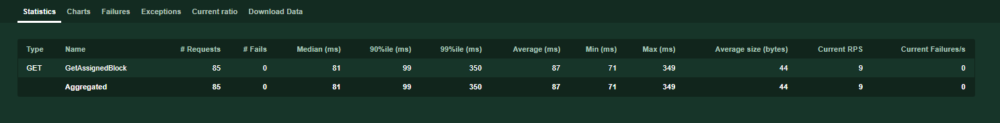 Statistics Charts Failures Exceptions Current ratio Download Data
Type Name # Requests # Fails Median (ms) 90%ile (ms) 99%ile (ms) Average (ms) Min (ms) Max (ms) Average size (bytes) Current RPS Current Failures/s
GET GetAssignedBlock 85 0 81 99 350 87 71 349 44 9 0
Aggregated 85 0 81 99 350 87 71 349 44 9 0